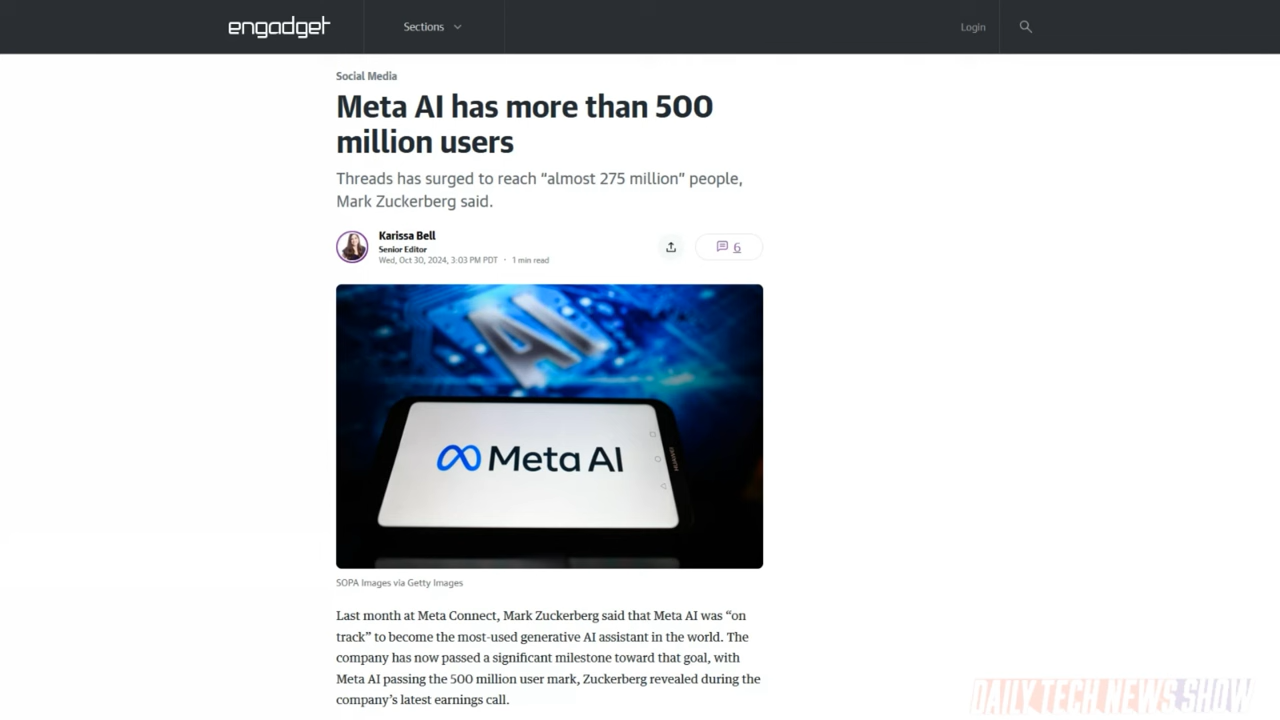 engadget
Sections
Login
Social Media
Meta AI has more than 500
million users
Threads has surged to reach “almost 275 million” people,
Mark Zuckerberg said.
Karissa Bell
Senior Editor
Wed, Oct 30, 2024, 3:03 PM PDT · 1 min read
6
AI
Meta AI
HUAWEI
SOPA Images via Getty Images
Last month at Meta Connect, Mark Zuckerberg said that Meta AI was “on
track” to become the most-used generative AI assistant in the world. The
company has now passed a significant milestone toward that goal, with
Meta AI passing the 500 million user mark, Zuckerberg revealed during the
company’s latest earnings call.
DAILY TECH NEWS SHOW